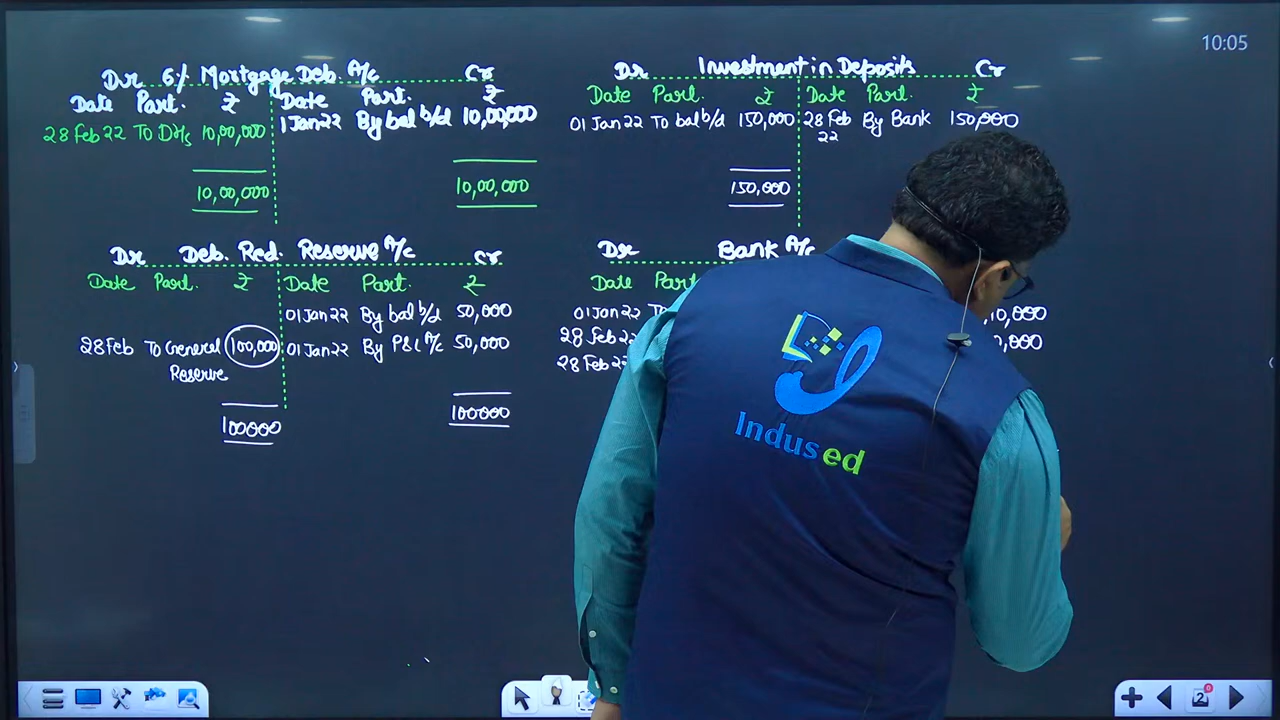 10:05
Dr 6% Mortgage Deb. A/c Cr
Date Part. ₹ Date Part. ₹
28 Feb 22 To DHs 10,00,000 1 Jan 22 By bal b/d 10,00,000
10,00,000 10,00,000
Dr Investment in Deposits Cr
Date Part. ₹ Date Part. ₹
01 Jan 22 To bal b/d 150,000 28 Feb By Bank 150,000
22
150,000
Dr Deb. Red. Reserve A/c Cr
Date Part. ₹ Date Part. ₹
01 Jan 22 By bal b/d 50,000
28 Feb To General 100,000 01 Jan 22 By P&L A/c 50,000
Reserve
100000 100000
Dr Bank A/c
Date Part.
01 Jan 22
28 Feb 22
28 Feb 22
Indused
2